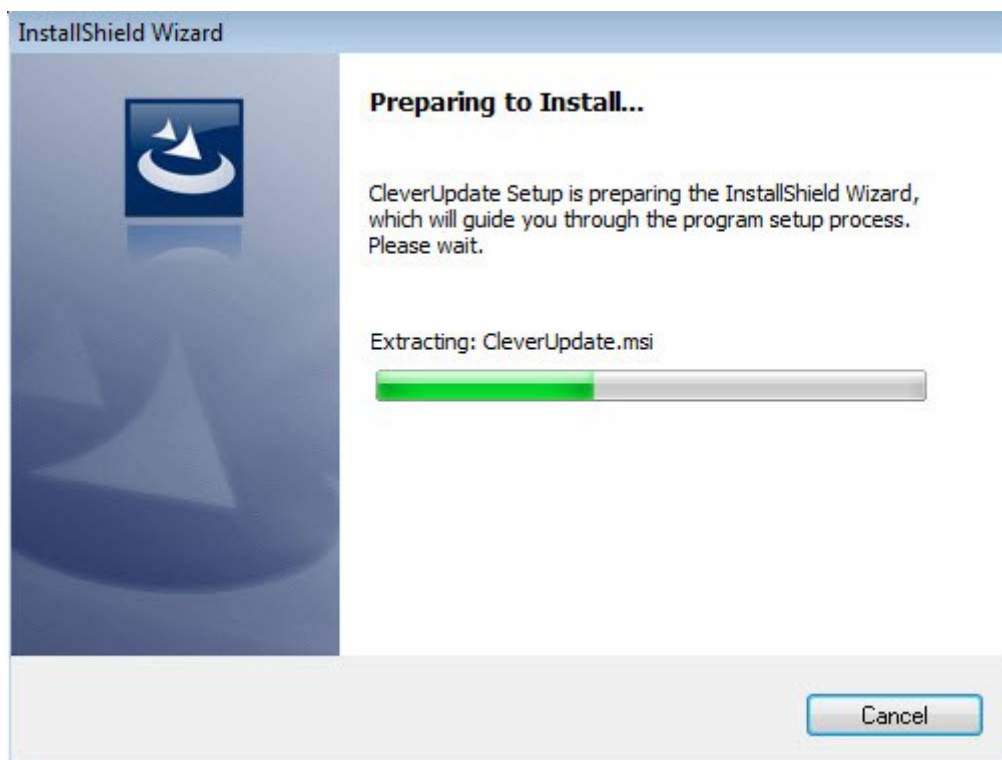 InstallShield Wizard
Preparing to Install...
CleverUpdate Setup is preparing the InstallShield Wizard,
which will guide you through the program setup process.
Please wait.
Extracting: CleverUpdate.msi
Cancel